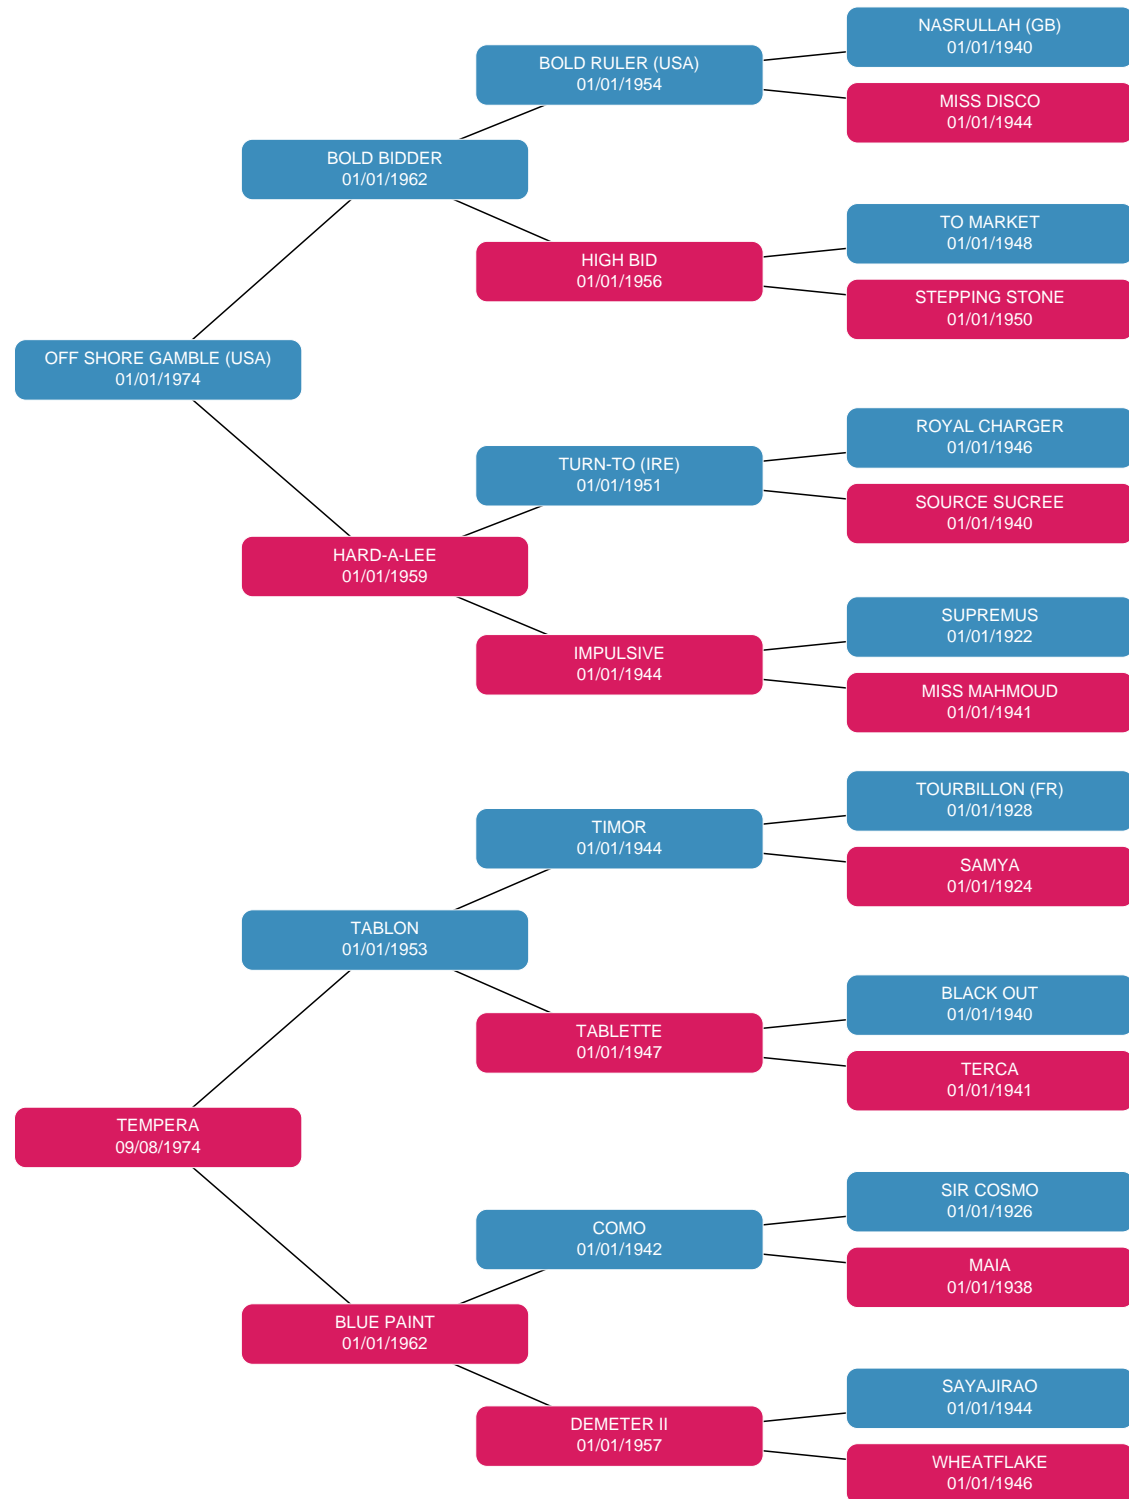 NASRULLAH (GB)
01/01/1940
BOLD RULER (USA)
01/01/1954
MISS DISCO
01/01/1944
BOLD BIDDER
01/01/1962
TO MARKET
01/01/1948
HIGH BID
01/01/1956
STEPPING STONE
01/01/1950
OFF SHORE GAMBLE (USA)
01/01/1974
ROYAL CHARGER
01/01/1946
TURN-TO (IRE)
01/01/1951
SOURCE SUCREE
01/01/1940
HARD-A-LEE
01/01/1959
SUPREMUS
01/01/1922
IMPULSIVE
01/01/1944
MISS MAHMOUD
01/01/1941
TOURBILLON (FR)
01/01/1928
TIMOR
01/01/1944
SAMYA
01/01/1924
TABLON
01/01/1953
BLACK OUT
01/01/1940
TABLETTE
01/01/1947
TERCA
01/01/1941
TEMPERA
09/08/1974
SIR COSMO
01/01/1926
COMO
01/01/1942
MAIA
01/01/1938
BLUE PAINT
01/01/1962
SAYAJIRAO
01/01/1944
DEMETER II
01/01/1957
WHEATFLAKE
01/01/1946